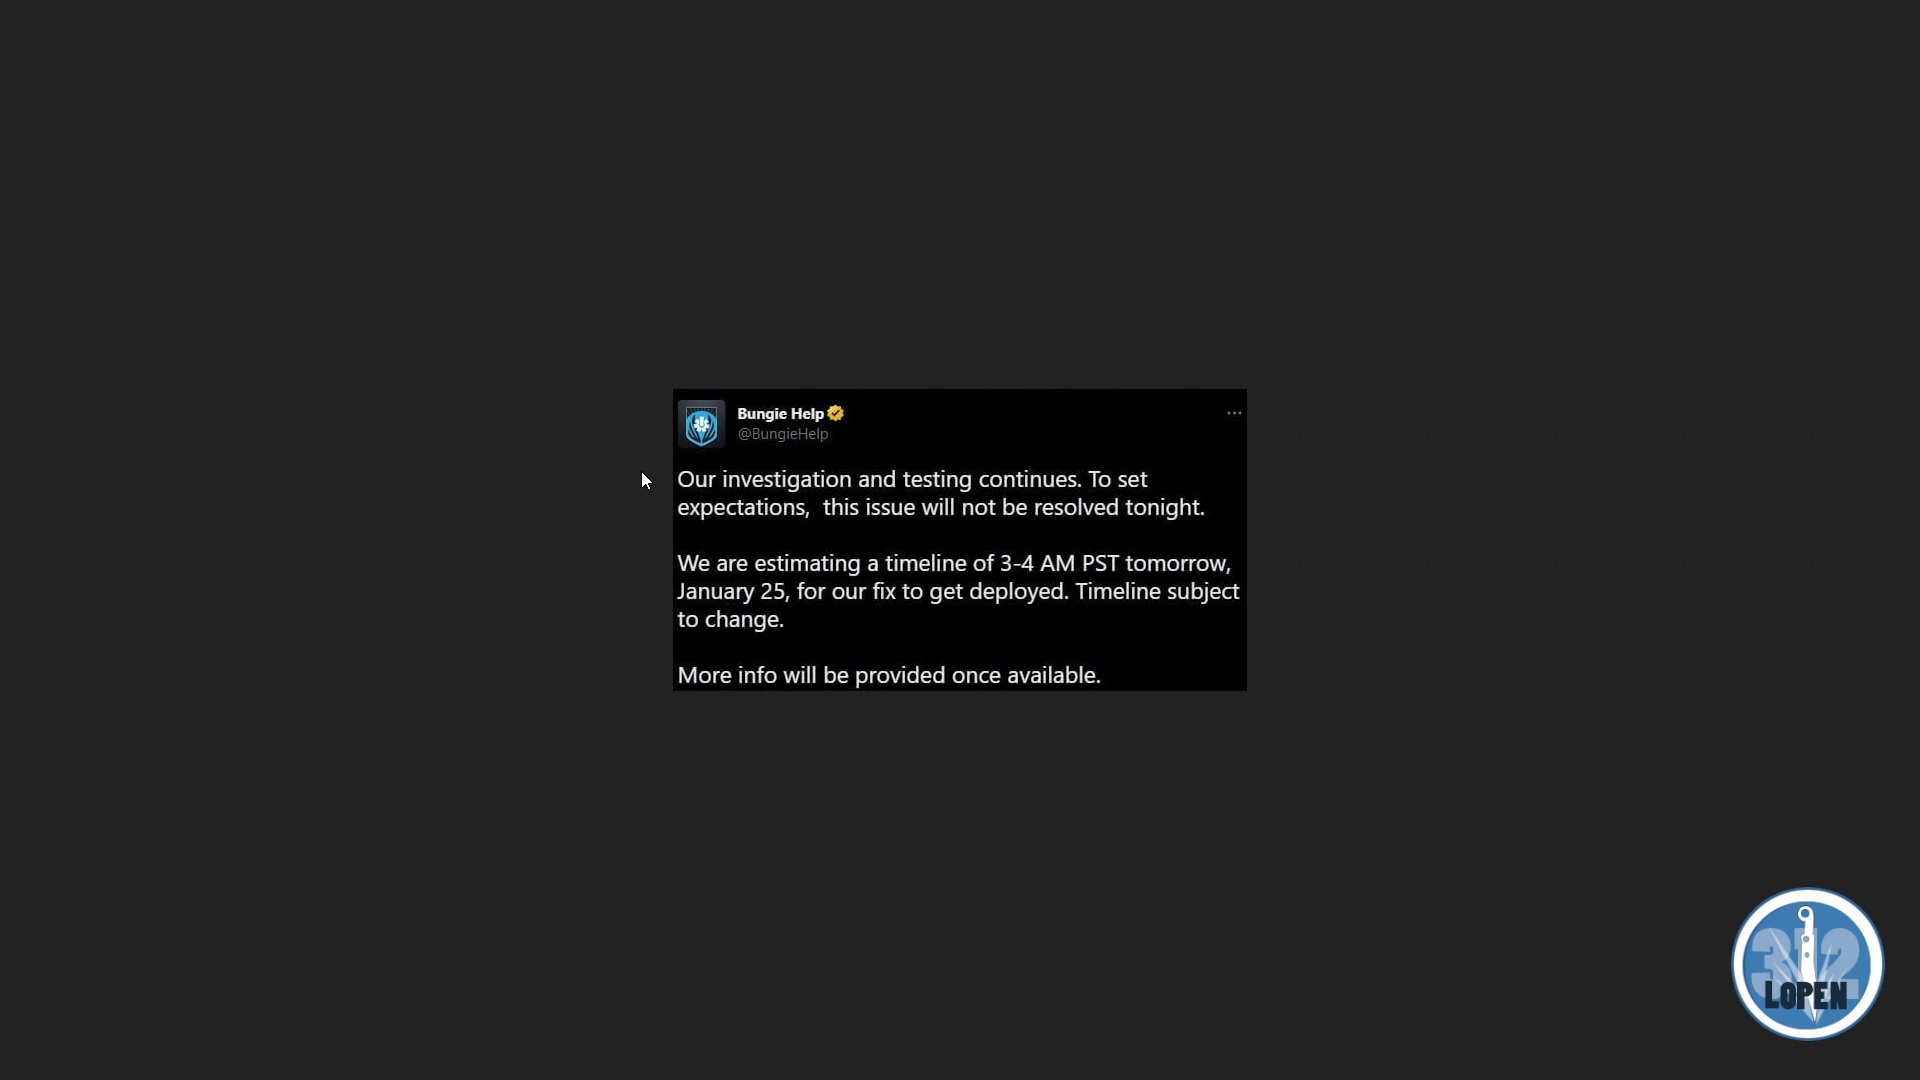 Bungie Help
@BungieHelp
Our investigation and testing continues. To set
expectations,  this issue will not be resolved tonight.
We are estimating a timeline of 3-4 AM PST tomorrow,
January 25, for our fix to get deployed. Timeline subject
to change.
More info will be provided once available.
312
LOPEN